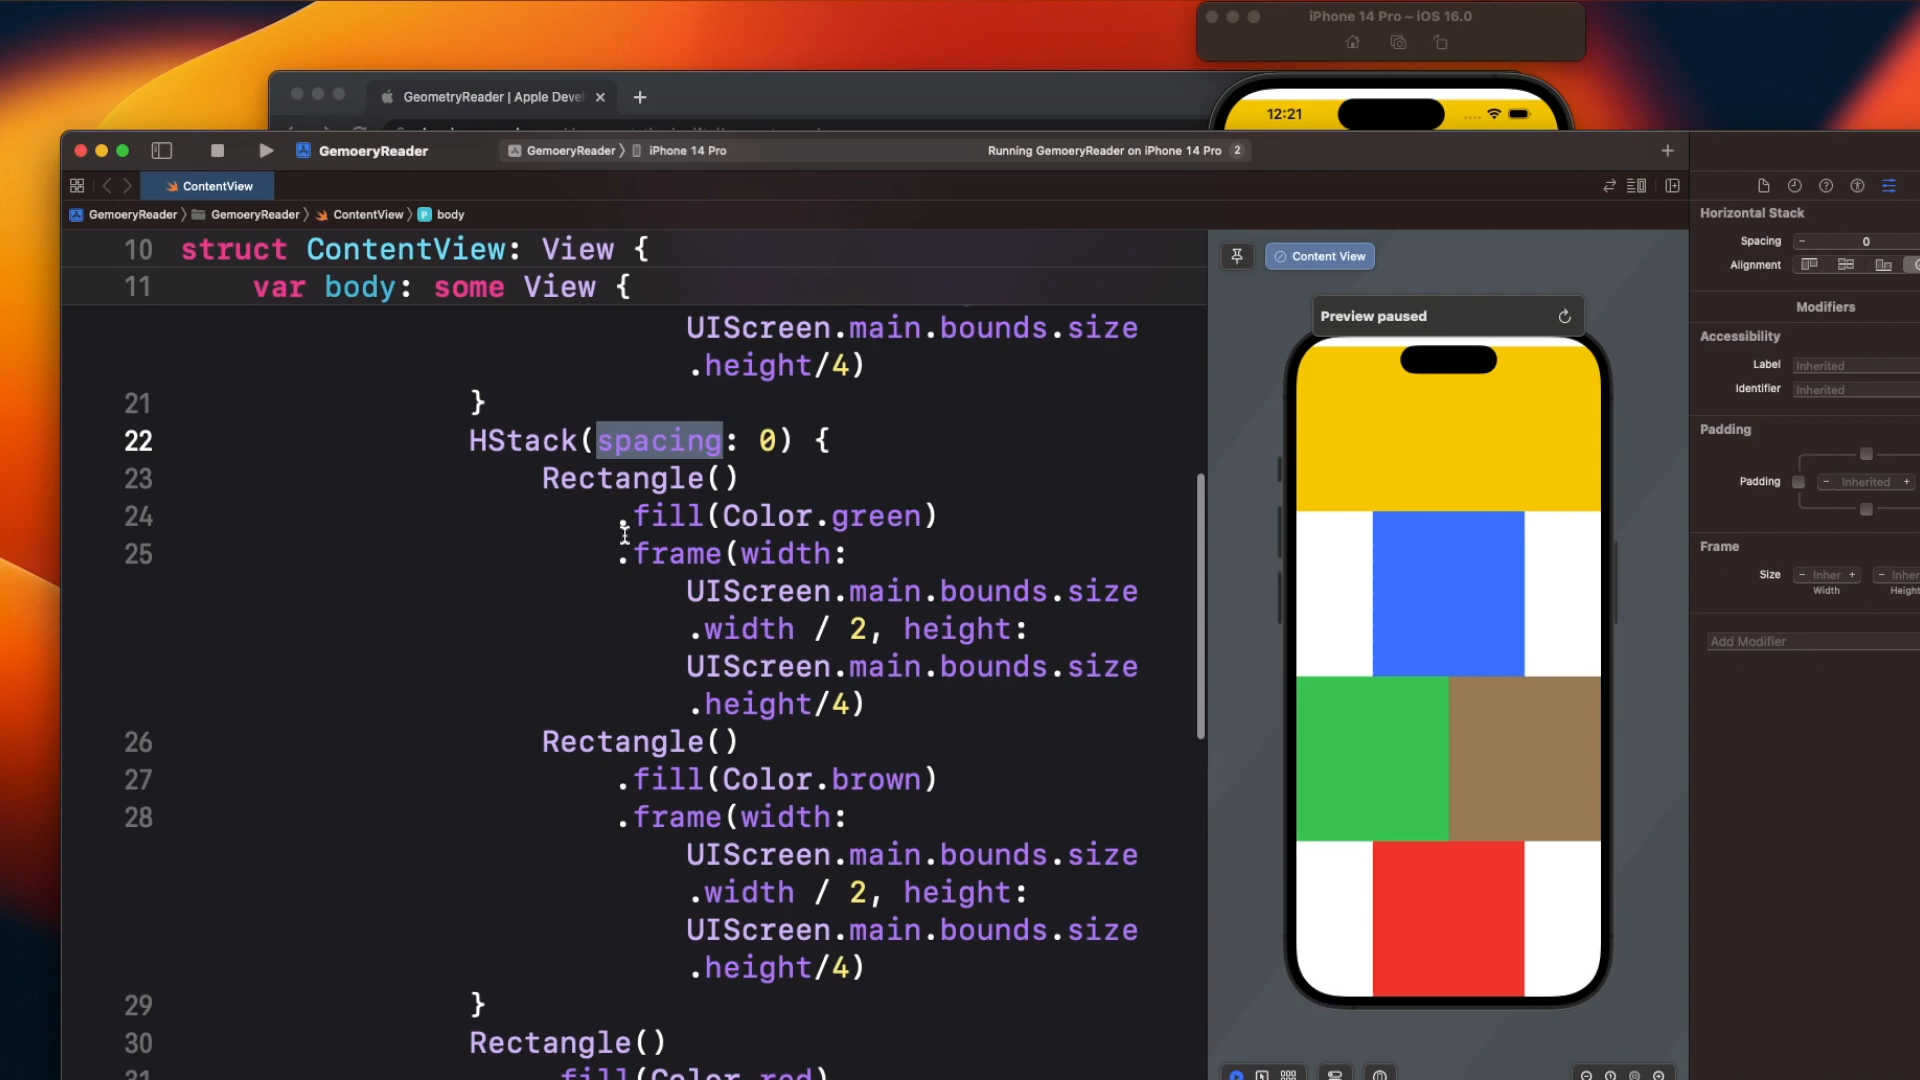 iPhone 14 Pro – iOS 16.0
GeometryReader | Apple Deve
12:21
GemoeryReader
GemoeryReader
iPhone 14 Pro
Running GemoeryReader on iPhone 14 Pro
2
ContentView
GemoeryReader
GemoeryReader
ContentView
body
10 struct ContentView: View {
11 var body: some View {
UIScreen.main.bounds.size
.height/4)
21 }
22 HStack(spacing: 0) {
23 Rectangle()
24 .fill(Color.green)
25 .frame(width:
UIScreen.main.bounds.size
.width / 2, height:
UIScreen.main.bounds.size
.height/4)
26 Rectangle()
27 .fill(Color.brown)
28 .frame(width:
UIScreen.main.bounds.size
.width / 2, height:
UIScreen.main.bounds.size
.height/4)
29 }
30 Rectangle()
31 .fill(Color.red)
Content View
Preview paused
Horizontal Stack
Spacing − 0
Alignment
Modifiers
Accessibility
Label Inherited
Identifier Inherited
Padding
Padding − Inherited +
Frame
Size − Inher + − Inher
Width Height
Add Modifier